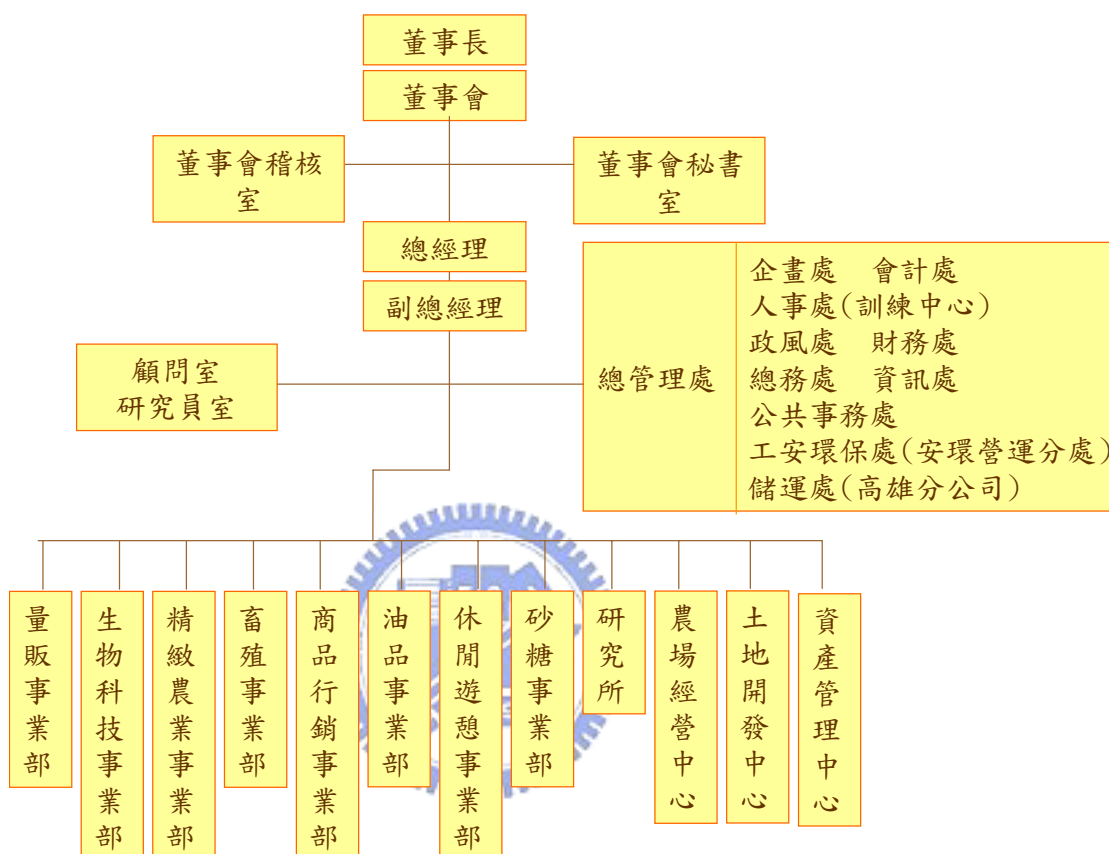 董事長
董事會
董事會稽核
室
董事會秘書
室
總經理
副總經理
顧問室
研究員室
總管理處
企畫處 會計處
人事處(訓練中心)
政風處 財務處
總務處 資訊處
公共事務處
工安環保處(安環營運分處)
儲運處(高雄分公司)
量販事業部
生物科技事業部
精緻農業事業部
畜殖事業部
商品行銷事業部
油品事業部
休閒遊憩事業部
砂糖事業部
研究所
農場經營中心
土地開發中心
資產管理中心